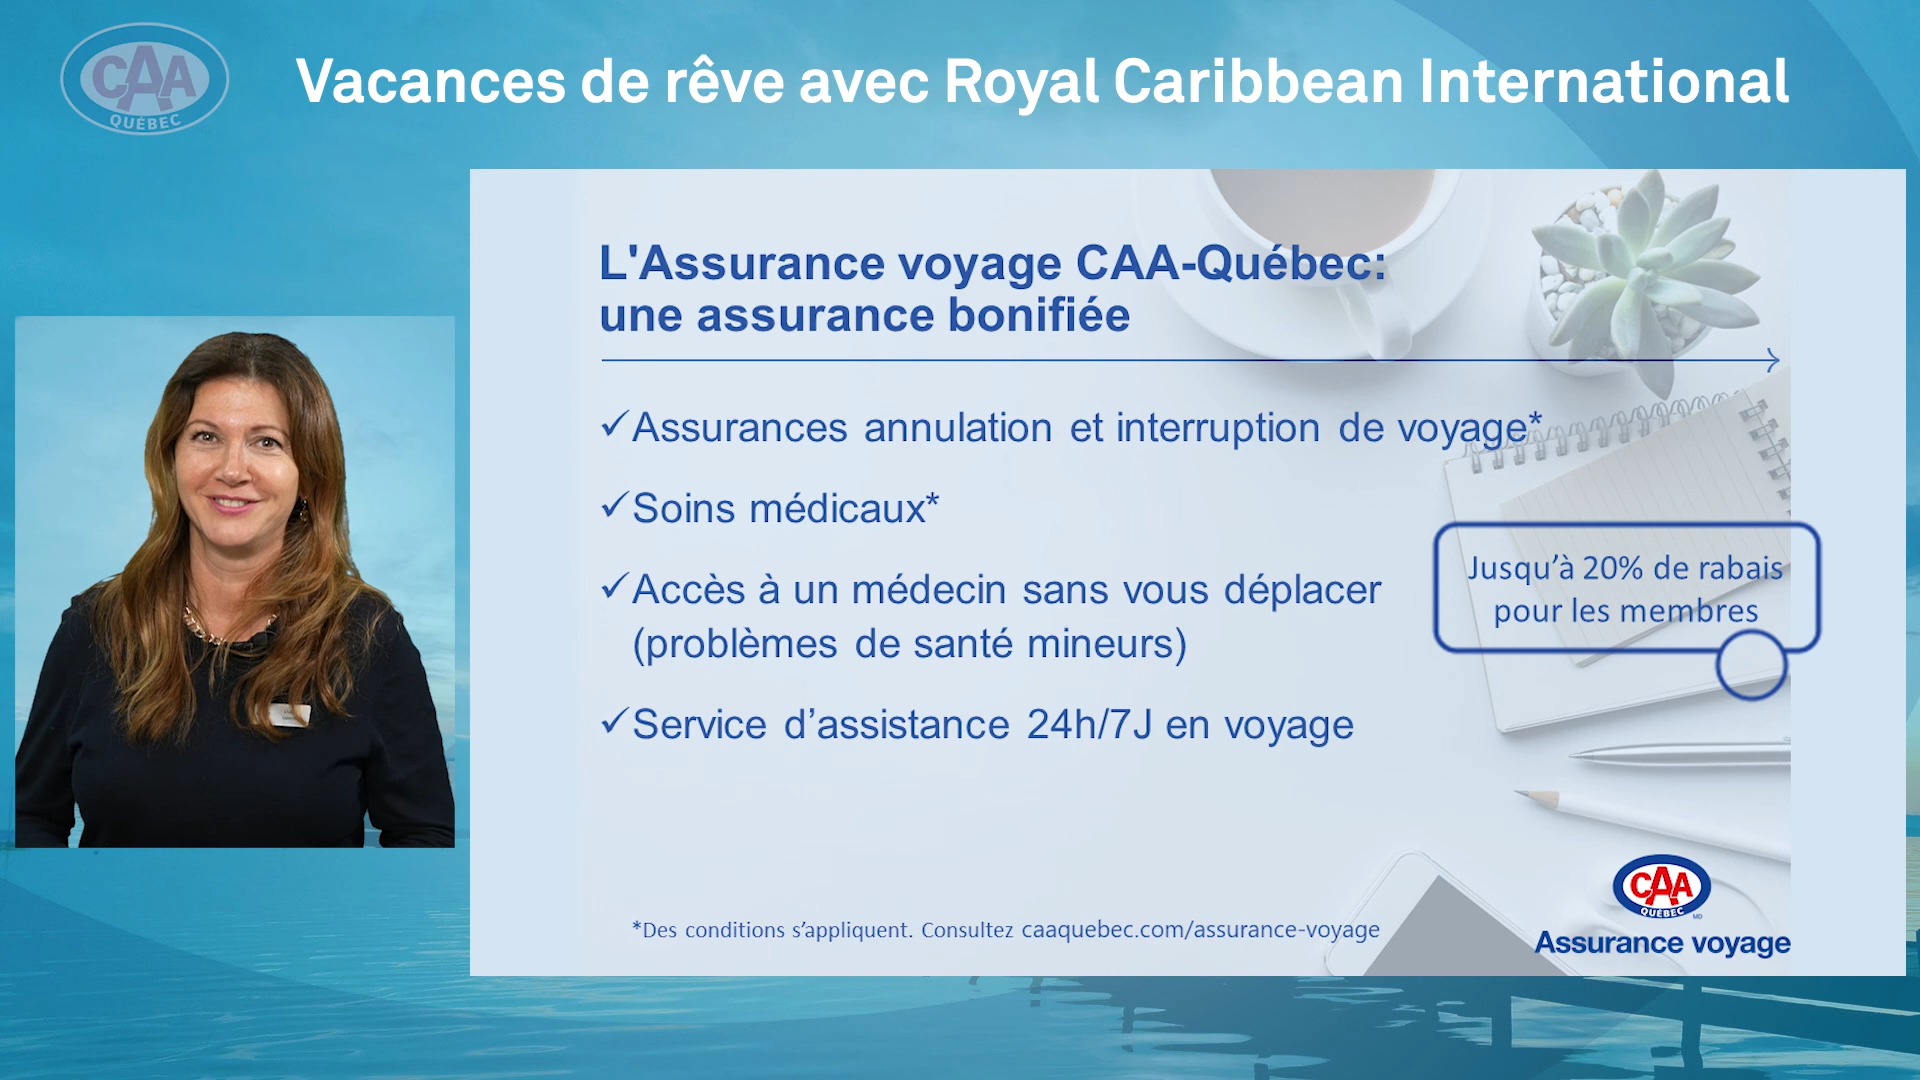 CAA
QUÉBEC
Vacances de rêve avec Royal Caribbean International
L'Assurance voyage CAA-Québec:
une assurance bonifiée
✓Assurances annulation et interruption de voyage*
✓Soins médicaux*
✓Accès à un médecin sans vous déplacer
(problèmes de santé mineurs)
✓Service d’assistance 24h/7J en voyage
Jusqu’à 20% de rabais
pour les membres
*Des conditions s’appliquent. Consultez caaquebec.com/assurance-voyage
CAA
QUÉBEC
MD
Assurance voyage